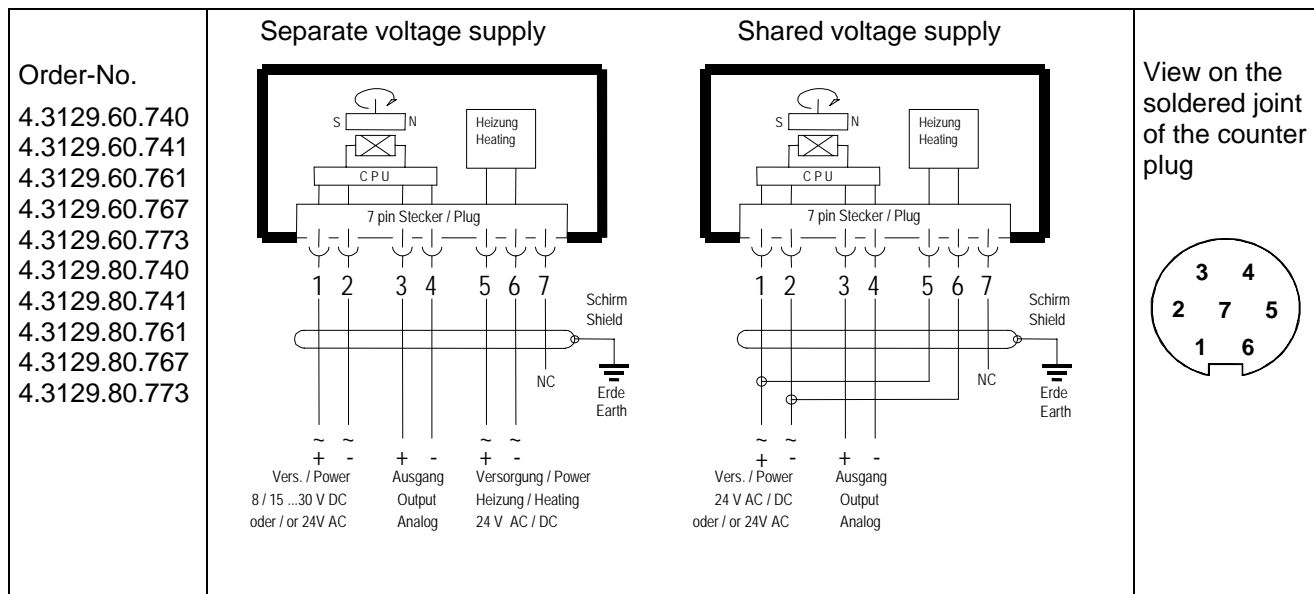 Order-No.
4.3129.60.740
4.3129.60.741
4.3129.60.761
4.3129.60.767
4.3129.60.773
4.3129.80.740
4.3129.80.741
4.3129.80.761
4.3129.80.767
4.3129.80.773
Separate voltage supply
S N
Heizung
Heating
CPU
7 pin Stecker / Plug
1 2 3 4 5 6 7
Schirm
Shield
NC
Erde
Earth
~ ~ ~ ~
+ - + - + -
Vers. / Power Ausgang Versorgung / Power
8 / 15 ...30 V DC Output Heizung / Heating
oder / or 24V AC Analog 24 V AC / DC
Shared voltage supply
S N
Heizung
Heating
CPU
7 pin Stecker / Plug
1 2 3 4 5 6 7
Schirm
Shield
NC
Erde
Earth
~ ~
+ - + -
Vers. / Power Ausgang
24 V AC / DC Output
oder / or 24V AC Analog
View on the
soldered joint
of the counter
plug
3 4
2 7 5
1 6